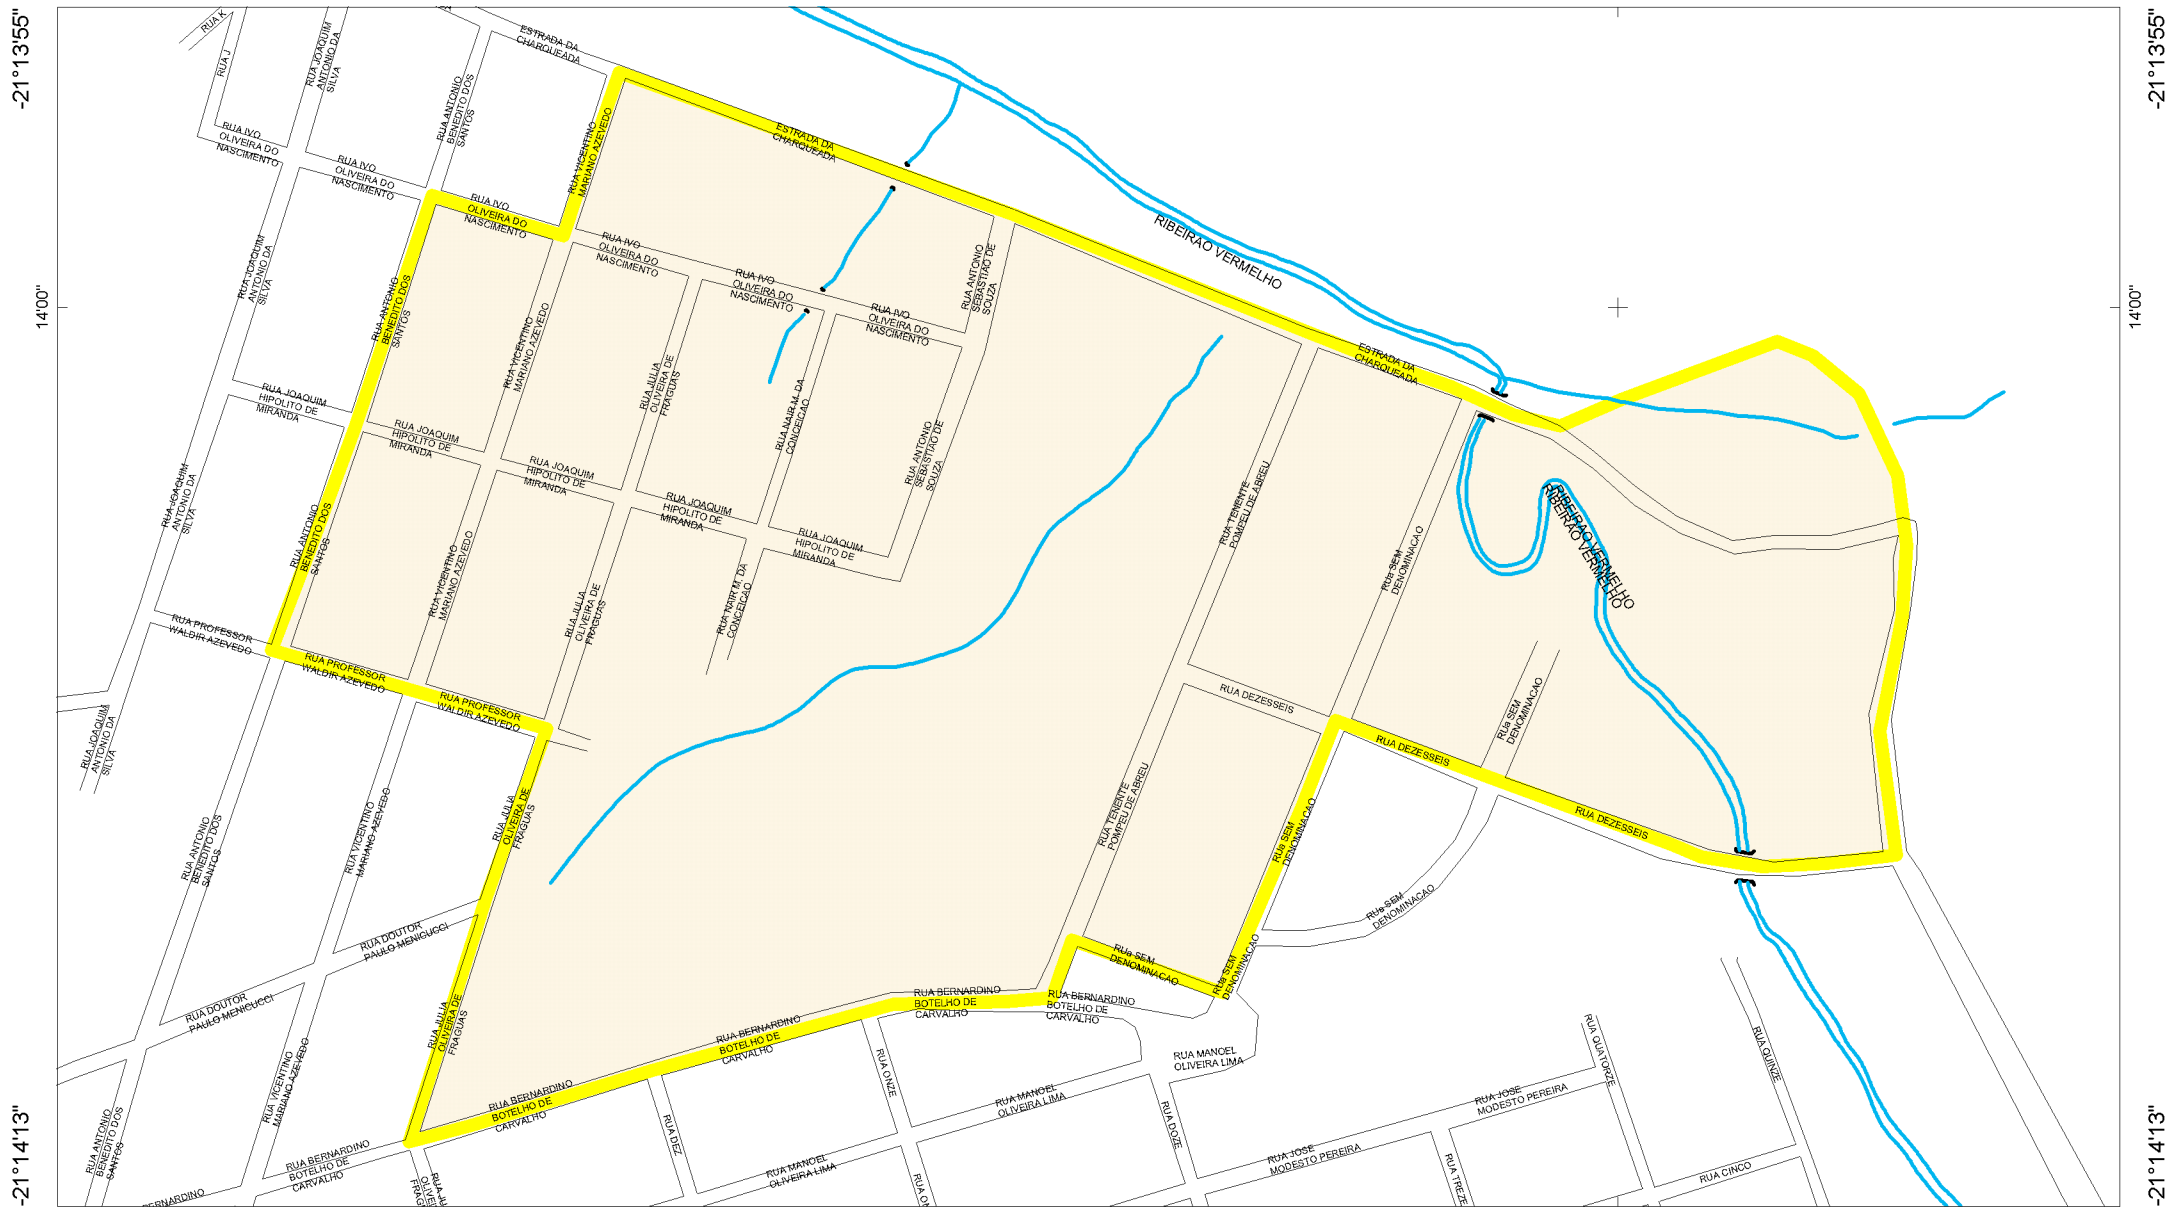 -21°13'55"
-21°13'55"
RUA K
RUA J
RUA JOAQUIM
ANTONIO DA
SILVA
ESTRADA DA
CHARQUEADA
RUA ANTONIO
BENEDITO DOS
SANTOS
RUA IVO
OLIVEIRA DO
NASCIMENTO
RUA IVO
OLIVEIRA DO
NASCIMENTO
RUA VICENTINO
MARIANO AZEVEDO
ESTRADA DA
CHARQUEADA
RUA IVO
OLIVEIRA DO
NASCIMENTO
RUA IVO
OLIVEIRA DO
NASCIMENTO
RUA IVO
OLIVEIRA DO
NASCIMENTO
RUA IVO
OLIVEIRA DO
NASCIMENTO
RUA ANTONIO
SEBASTIAO DE
SOUZA
RIBEIRAO VERMELHO
14'00"
14'00"
RUA JOAQUIM
ANTONIO DA
SILVA
RUA ANTONIO
BENEDITO DOS
SANTOS
RUA VICENTINO
MARIANO AZEVEDO
RUA JULIA
OLIVEIRA DE
FRAGUAS
RUA NAIR M. DA
CONCEICAO
ESTRADA DA
CHARQUEADA
RUA JOAQUIM
HIPOLITO DE
MIRANDA
RUA JOAQUIM
HIPOLITO DE
MIRANDA
RUA JOAQUIM
HIPOLITO DE
MIRANDA
RUA JOAQUIM
HIPOLITO DE
MIRANDA
RUA JOAQUIM
HIPOLITO DE
MIRANDA
RUA ANTONIO
SEBASTIAO DE
SOUZA
RUA TENENTE
POMPEU DE ABREU
RUa SEM
DENOMINACAO
RIBEIRAO VERMELHO
RIBEIRAO VERMELHO
RUA JOAQUIM
ANTONIO DA
SILVA
RUA ANTONIO
BENEDITO DOS
SANTOS
RUA VICENTINO
MARIANO AZEVEDO
RUA JULIA
OLIVEIRA DE
FRAGUAS
RUA NAIR M. DA
CONCEICAO
RUA PROFESSOR
WALDIR AZEVEDO
RUA PROFESSOR
WALDIR AZEVEDO
RUA PROFESSOR
WALDIR AZEVEDO
RUA DEZESSEIS
RUa SEM
DENOMINACAO
RUA DEZESSEIS
RUA DEZESSEIS
RUA JOAQUIM
ANTONIO DA
SILVA
RUA ANTONIO
BENEDITO DOS
SANTOS
RUA VICENTINO
MARIANO AZEVEDO
RUA JULIA
OLIVEIRA DE
FRAGUAS
RUA TENENTE
POMPEU DE ABREU
RUa SEM
DENOMINACAO
RUa SEM
DENOMINACAO
RUA DOUTOR
PAULO MENICUCCI
RUA DOUTOR
PAULO MENICUCCI
RUa SEM
DENOMINACAO
RUa SEM
DENOMINACAO
RUA JULIA
OLIVEIRA DE
FRAGUAS
RUA BERNARDINO
BOTELHO DE
CARVALHO
RUA BERNARDINO
BOTELHO DE
CARVALHO
RUA BERNARDINO
BOTELHO DE
CARVALHO
RUA BERNARDINO
BOTELHO DE
CARVALHO
RUA BERNARDINO
BOTELHO DE
CARVALHO
RUA VICENTINO
MARIANO AZEVEDO
RUA ANTONIO
BENEDITO DOS
SANTOS
RUA ONZE
RUA DEZ
RUA MANOEL
OLIVEIRA LIMA
RUA MANOEL
OLIVEIRA LIMA
RUA MANOEL
OLIVEIRA LIMA
RUA DOZE
RUA QUATORZE
RUA QUINZE
RUA JOSE
MODESTO PEREIRA
RUA JOSE
MODESTO PEREIRA
RUA TREZE
RUA CINCO
ERNARDINO
RUA JU
OLIVEI
FRAGU
RUA ON
-21°14'13"
-21°14'13"